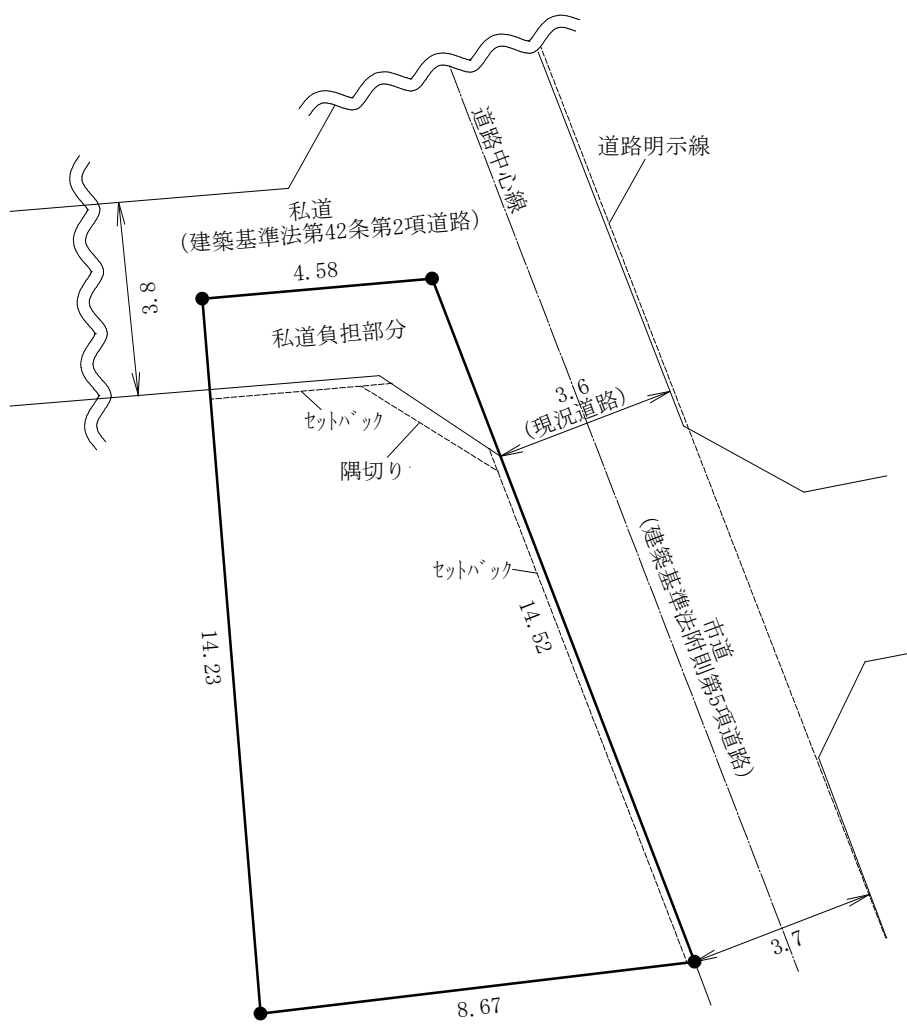 道路中心線
道路明示線
私道
(建築基準法第42条第2項道路)
4.58
3.8
私道負担部分
3.6
(現況道路)
セットバック
隅切り
セットバック
14.52
市道
(建築基準法附則第5項道路)
14.23
3.7
8.67